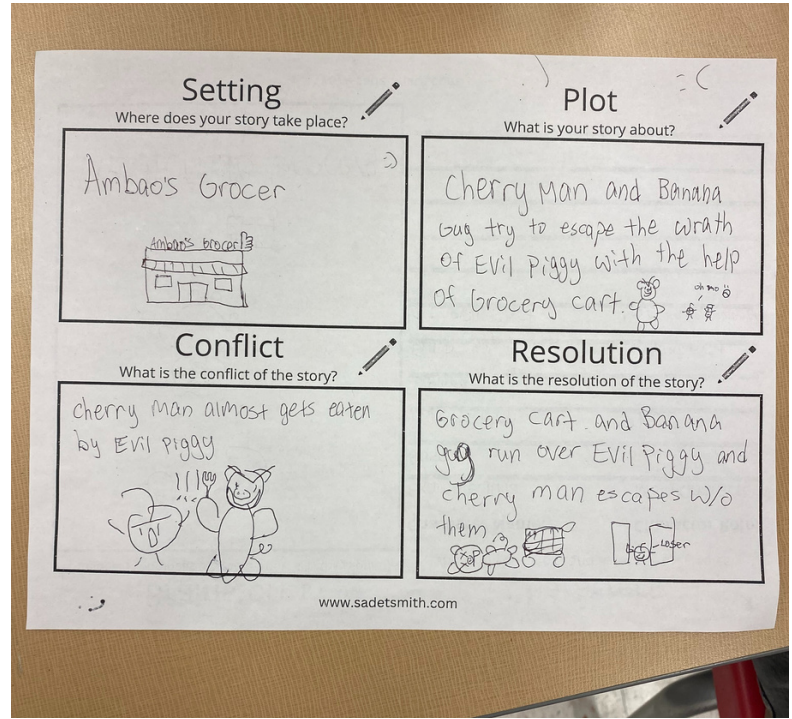 Setting
Where does your story take place?
Ambao's Grocer
:)
Ambao's Grocer
Plot
What is your story about?
:(
Cherry Man and Banana
Guy try to escape the wrath
of Evil Piggy with the help
of Grocery cart.
oh no
Conflict
What is the conflict of the story?
cherry Man almost gets eaten
by Evil Piggy
Resolution
What is the resolution of the story?
Grocery cart and Banana
guy run over Evil Piggy and
cherry man escapes w/o
them
Loser
www.sadetsmith.com